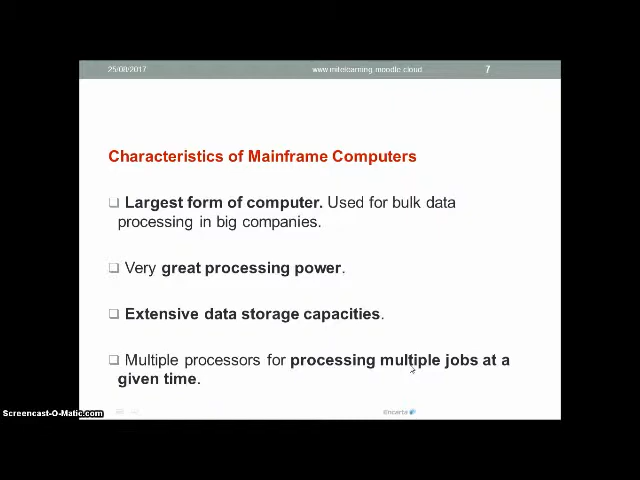 25/08/2017 www.mitelearning.moodle.cloud 7
Characteristics of Mainframe Computers
Largest form of computer. Used for bulk data
processing in big companies.
Very great processing power.
Extensive data storage capacities.
Multiple processors for processing multiple jobs at a
given time.
Encarta
Screencast-O-Matic.com